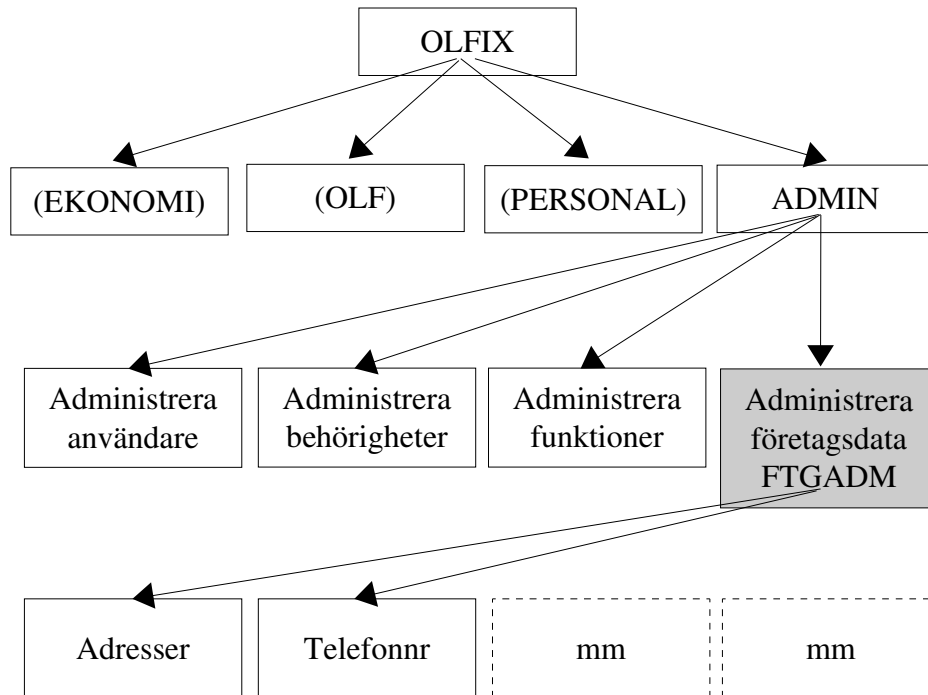 OLFIX
(EKONOMI)
(OLF)
(PERSONAL)
ADMIN
Administrera
användare
Administrera
behörigheter
Administrera
funktioner
Administrera
företagsdata
FTGADM
Adresser
Telefonnr
mm
mm